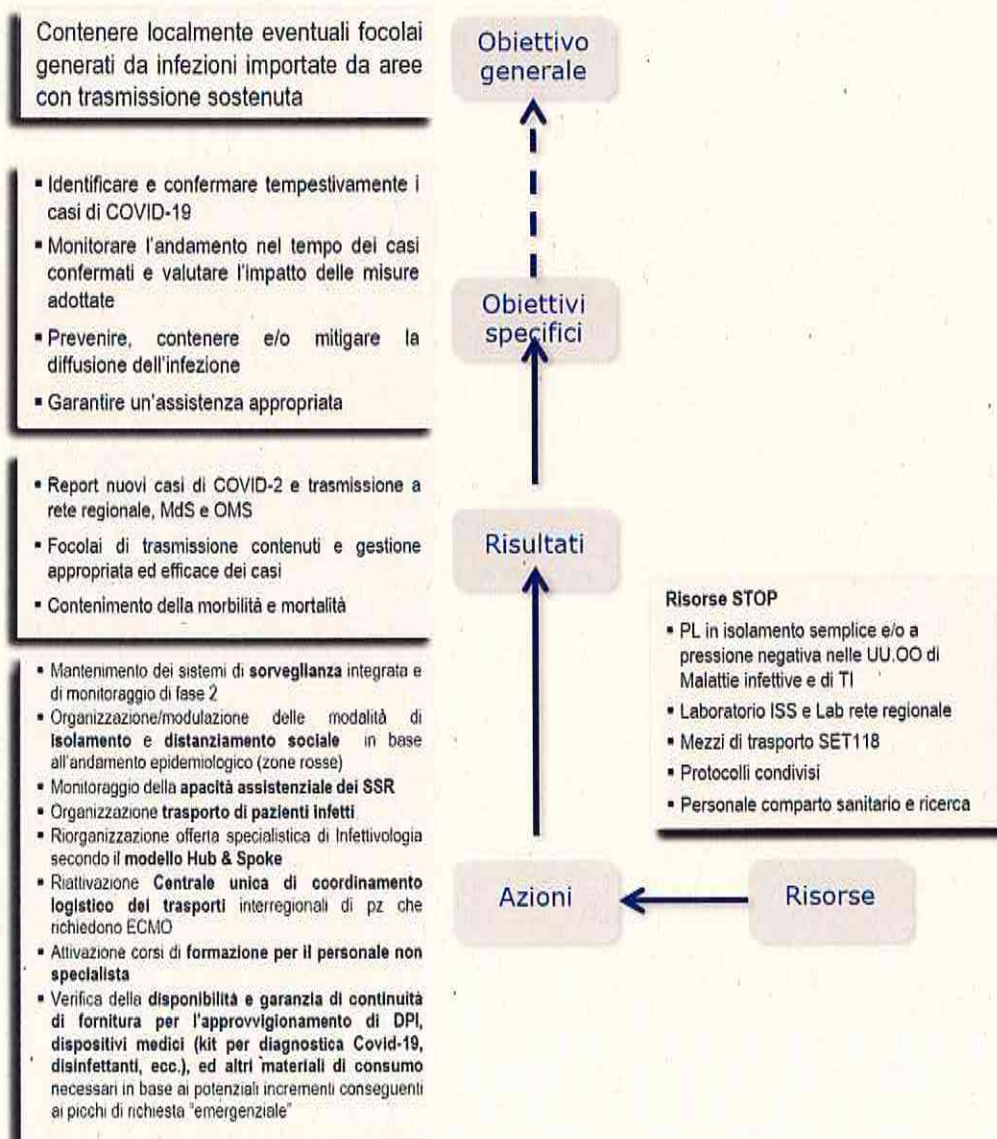 Contenere localmente eventuali focolai
generati da infezioni importate da aree
con trasmissione sostenuta
Obiettivo
generale
▪ Identificare e confermare tempestivamente i
casi di COVID-19
▪ Monitorare l'andamento nel tempo dei casi
confermati e valutare l'impatto delle misure
adottate
▪ Prevenire, contenere e/o mitigare la
diffusione dell'infezione
▪ Garantire un'assistenza appropriata
Obiettivi
specifici
▪ Report nuovi casi di COVID-2 e trasmissione a
rete regionale, MdS e OMS
▪ Focolai di trasmissione contenuti e gestione
appropriata ed efficace dei casi
▪ Contenimento della morbilità e mortalità
Risultati
▪ Mantenimento dei sistemi di sorveglianza integrata e
di monitoraggio di fase 2
▪ Organizzazione/modulazione delle modalità di
isolamento e distanziamento sociale in base
all'andamento epidemiologico (zone rosse)
▪ Monitoraggio della apacità assistenziale dei SSR
▪ Organizzazione trasporto di pazienti infetti
▪ Riorganizzazione offerta specialistica di Infettivologia
secondo il modello Hub & Spoke
▪ Riattivazione Centrale unica di coordinamento
logistico dei trasporti interregionali di pz che
richiedono ECMO
▪ Attivazione corsi di formazione per il personale non
specialista
▪ Verifica della disponibilità e garanzia di continuità
di fornitura per l'approvvigionamento di DPI,
dispositivi medici (kit per diagnostica Covid-19,
disinfettanti, ecc.), ed altri materiali di consumo
necessari in base ai potenziali incrementi conseguenti
ai picchi di richiesta "emergenziale"
Azioni
Risorse STOP
▪ PL in isolamento semplice e/o a
pressione negativa nelle UU.OO di
Malattie infettive e di TI
▪ Laboratorio ISS e Lab rete regionale
▪ Mezzi di trasporto SET118
▪ Protocolli condivisi
▪ Personale comparto sanitario e ricerca
Risorse